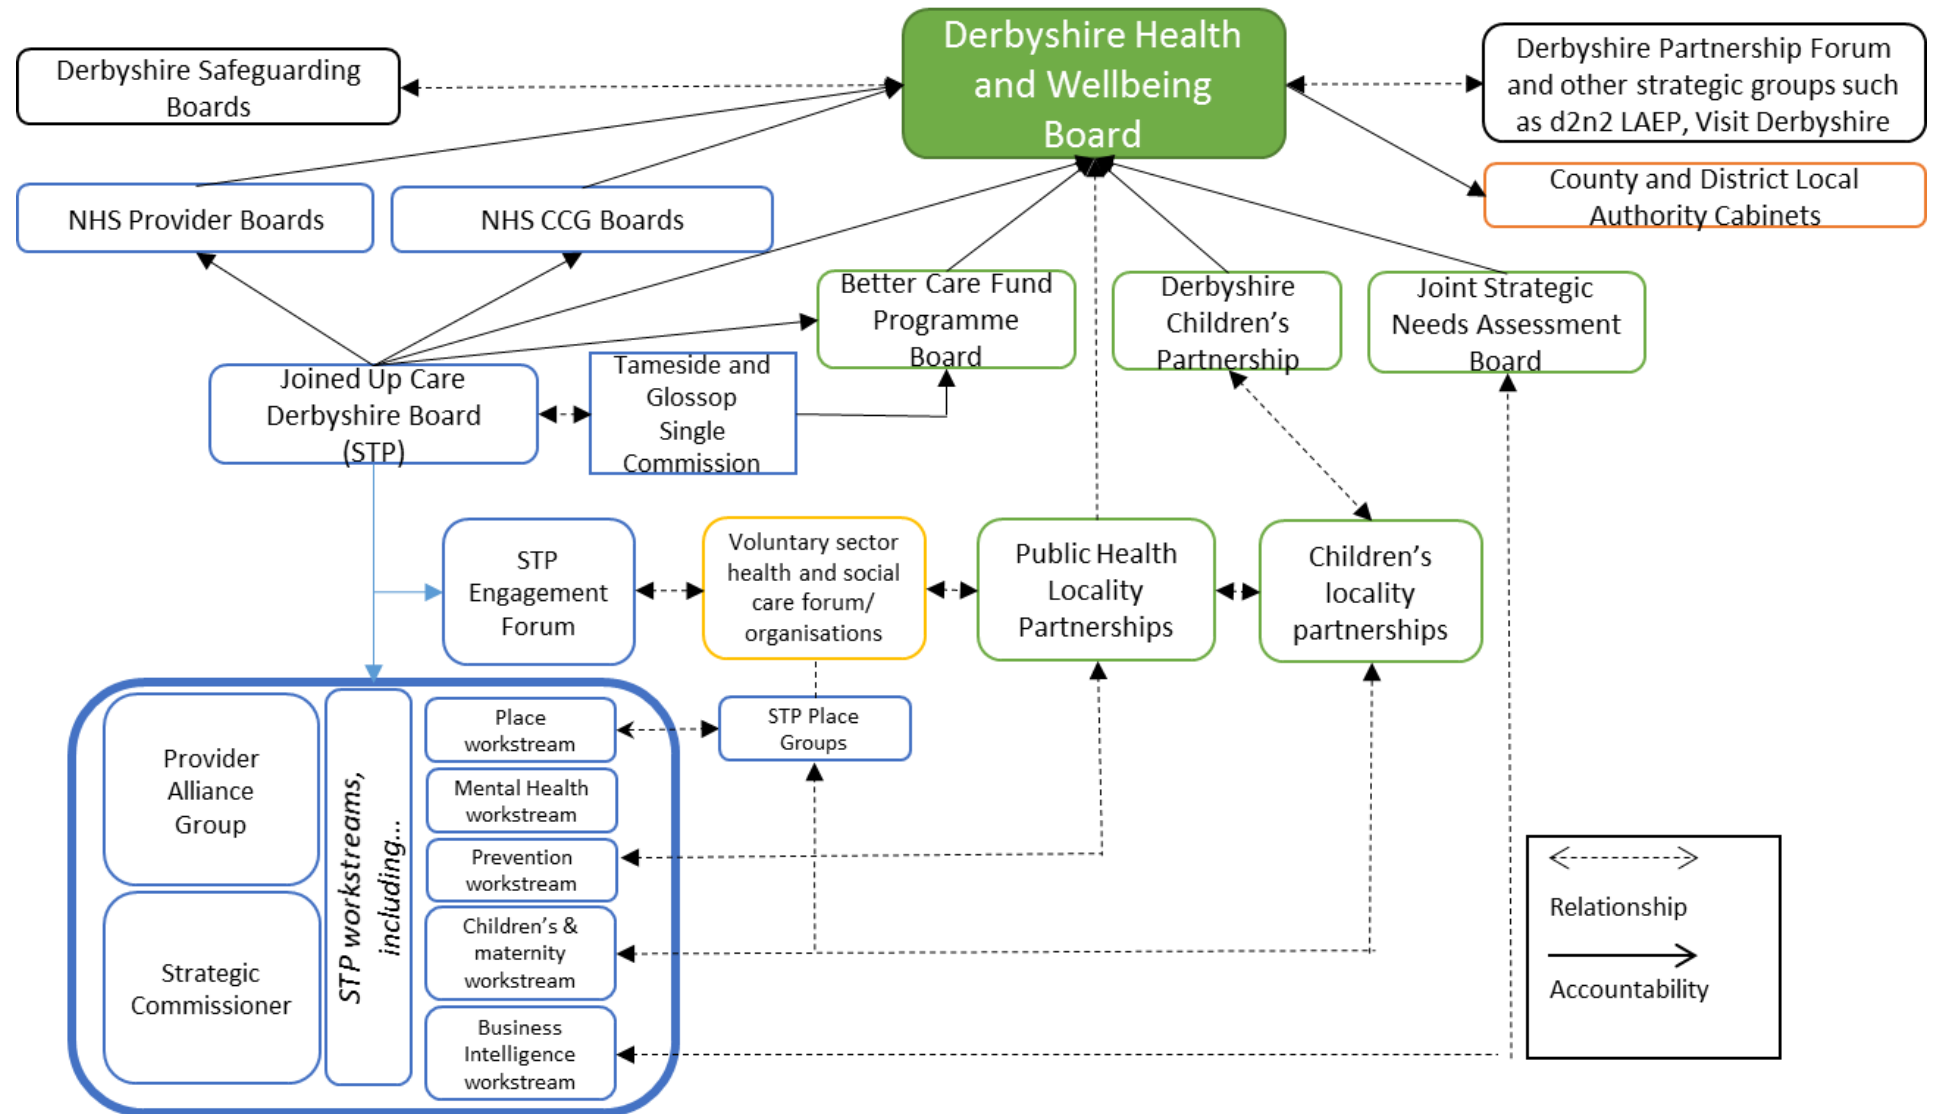 Derbyshire Health
and Wellbeing
Board
Derbyshire Safeguarding
Boards
Derbyshire Partnership Forum
and other strategic groups such
as d2n2 LAEP, Visit Derbyshire
NHS Provider Boards
NHS CCG Boards
County and District Local
Authority Cabinets
Better Care Fund
Programme
Board
Derbyshire
Children’s
Partnership
Joint Strategic
Needs Assessment
Board
Joined Up Care
Derbyshire Board
(STP)
Tameside and
Glossop
Single
Commission
STP
Engagement
Forum
Voluntary sector
health and social
care forum/
organisations
Public Health
Locality
Partnerships
Children’s
locality
partnerships
Provider
Alliance
Group
Strategic
Commissioner
STP workstreams,
including...
Place
workstream
Mental Health
workstream
Prevention
workstream
Children’s &
maternity
workstream
Business
Intelligence
workstream
STP Place
Groups
Relationship
Accountability